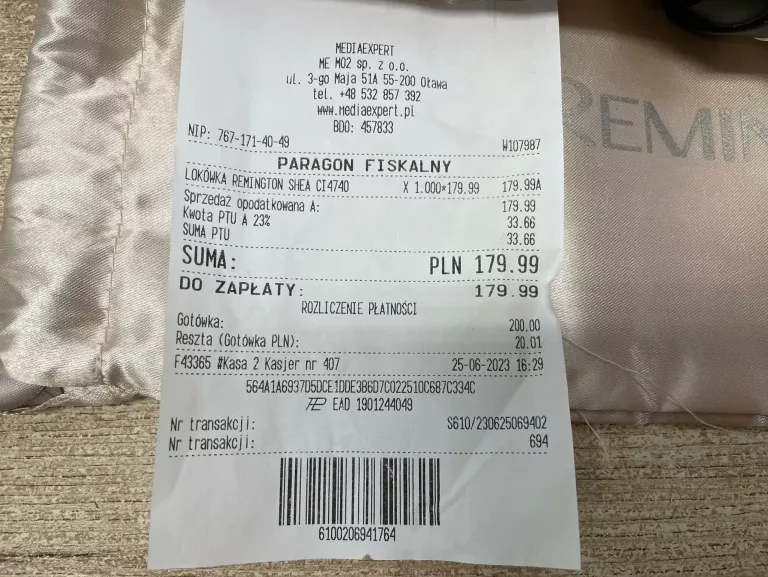 MEDIAEXPERT
ME MO2 sp. z o.o.
ul. 3-go Maja 51A 55-200 Oława
tel. +48 532 857 392
www.mediaexpert.pl
BDO: 457833
NIP: 767-171-40-49 W107987
PARAGON FISKALNY
LOKÓWKA REMINGTON SHEA CI4740 X 1.000*179.99 179.99A
Sprzedaż opodatkowana A: 179.99
Kwota PTU A 23% 33.66
SUMA PTU 33.66
SUMA: PLN 179.99
DO ZAPŁATY: 179.99
ROZLICZENIE PŁATNOŚCI
Gotówka: 200.00
Reszta (Gotówka PLN): 20.01
F43365 #Kasa 2 Kasjer nr 407 25-06-2023 16:29
564A1A6937D5DCE1DDE3B6D7C022510C687C334C
EAD 1901244049
Nr transakcji: S610/230625069402
Nr transakcji: 694
6100206941764
REMIN